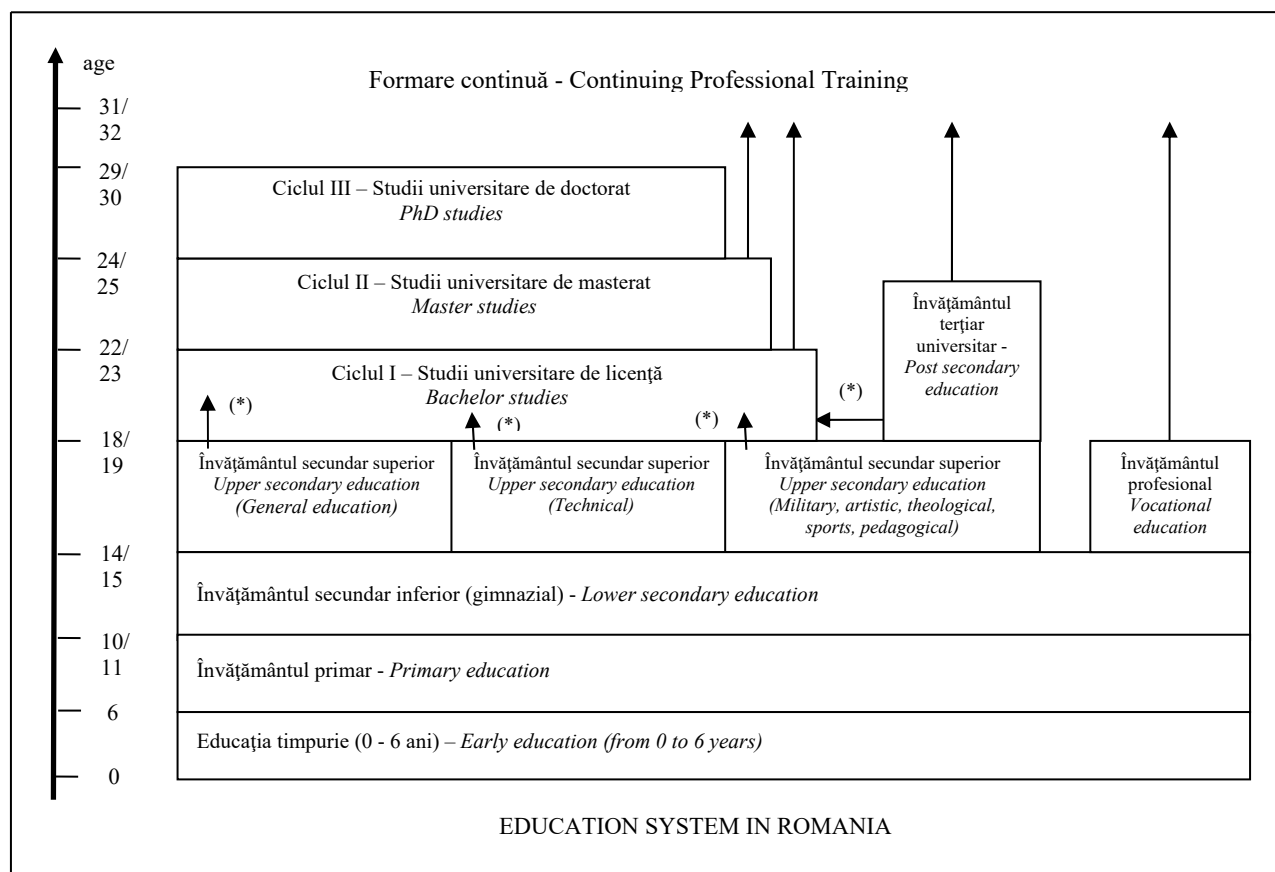 age
Formare continuă - Continuing Professional Training
31/
32
29/
30
Ciclul III – Studii universitare de doctorat
PhD studies
24/
25
Ciclul II – Studii universitare de masterat
Master studies
Învăţământul
terţiar
universitar -
Post secondary
education
22/
23
Ciclul I – Studii universitare de licenţă
Bachelor studies
(*)
(*)
(*)
(*)
18/
19
Învăţământul secundar superior
Upper secondary education
(General education)
Învăţământul secundar superior
Upper secondary education
(Technical)
Învăţământul secundar superior
Upper secondary education
(Military, artistic, theological,
sports, pedagogical)
Învăţământul
profesional
Vocational
education
14/
15
Învăţământul secundar inferior (gimnazial) - Lower secondary education
10/
11
Învăţământul primar - Primary education
6
Educaţia timpurie (0 - 6 ani) – Early education (from 0 to 6 years)
0
EDUCATION SYSTEM IN ROMANIA